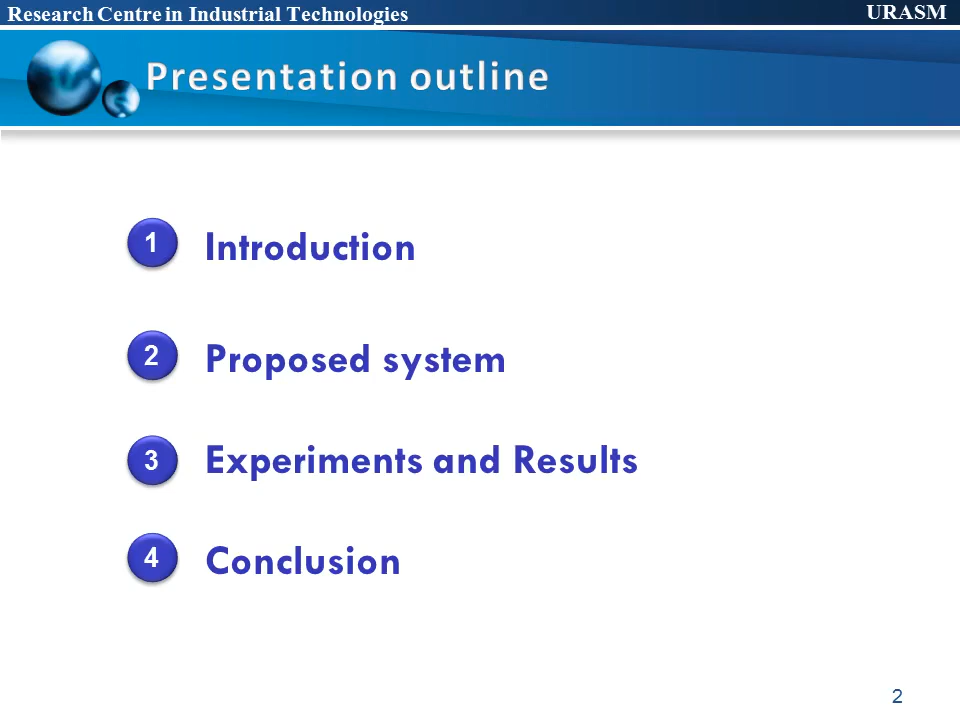 Research Centre in Industrial Technologies URASM
Presentation outline
1 Introduction
2 Proposed system
3 Experiments and Results
4 Conclusion
2